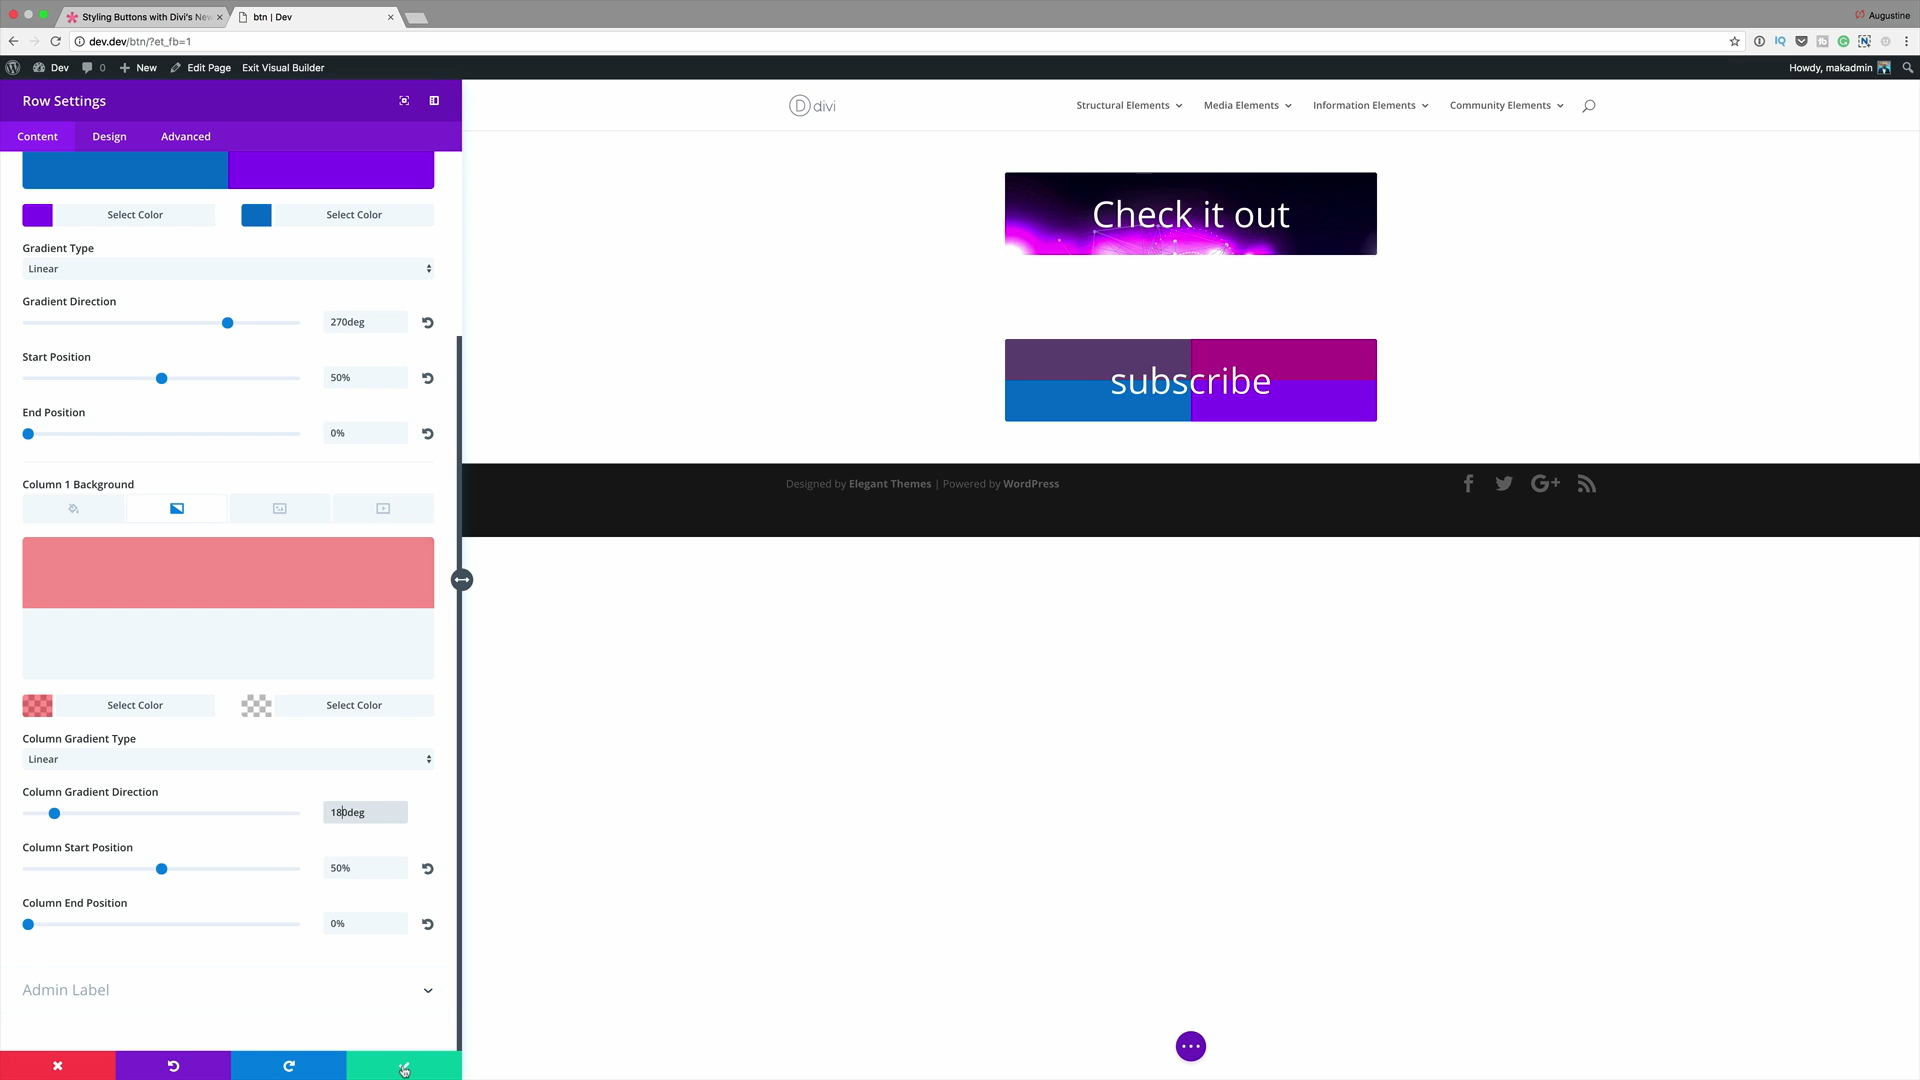 Styling Buttons with Divi's New
btn | Dev
Augustine
dev.dev/btn/?et_fb=1
Dev
0
New
Edit Page
Exit Visual Builder
Howdy, makadmin
Row Settings
Content
Design
Advanced
D divi
Structural Elements
Media Elements
Information Elements
Community Elements
Select Color
Select Color
Gradient Type
Linear
Gradient Direction
270deg
Start Position
50%
End Position
0%
Column 1 Background
Select Color
Select Color
Column Gradient Type
Linear
Column Gradient Direction
180deg
Column Start Position
50%
Column End Position
0%
Admin Label
Check it out
subscribe
Designed by Elegant Themes | Powered by WordPress